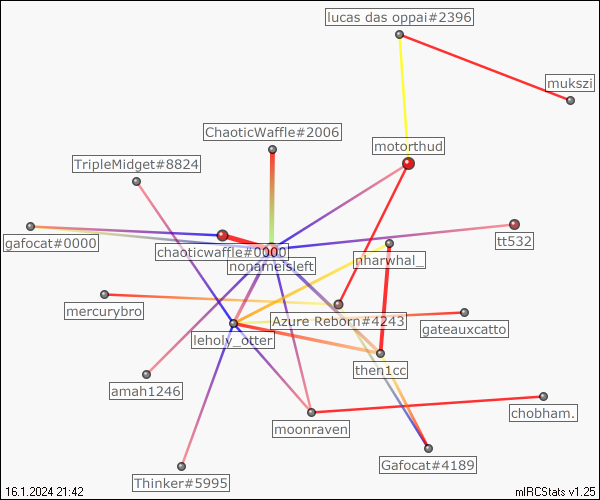 lucas das oppai#2396
mukszi
ChaoticWaffle#2006
motorthud
TripleMidget#8824
gafocat#0000
chaoticwaffle#0000
tt532
nonameisleft
nharwhal_
mercurybro
Azure Reborn#4243
gateauxcatto
leholy_otter
then1cc
amah1246
chobham.
moonraven
Gafocat#4189
Thinker#5995
16.1.2024 21:42
mIRCStats v1.25